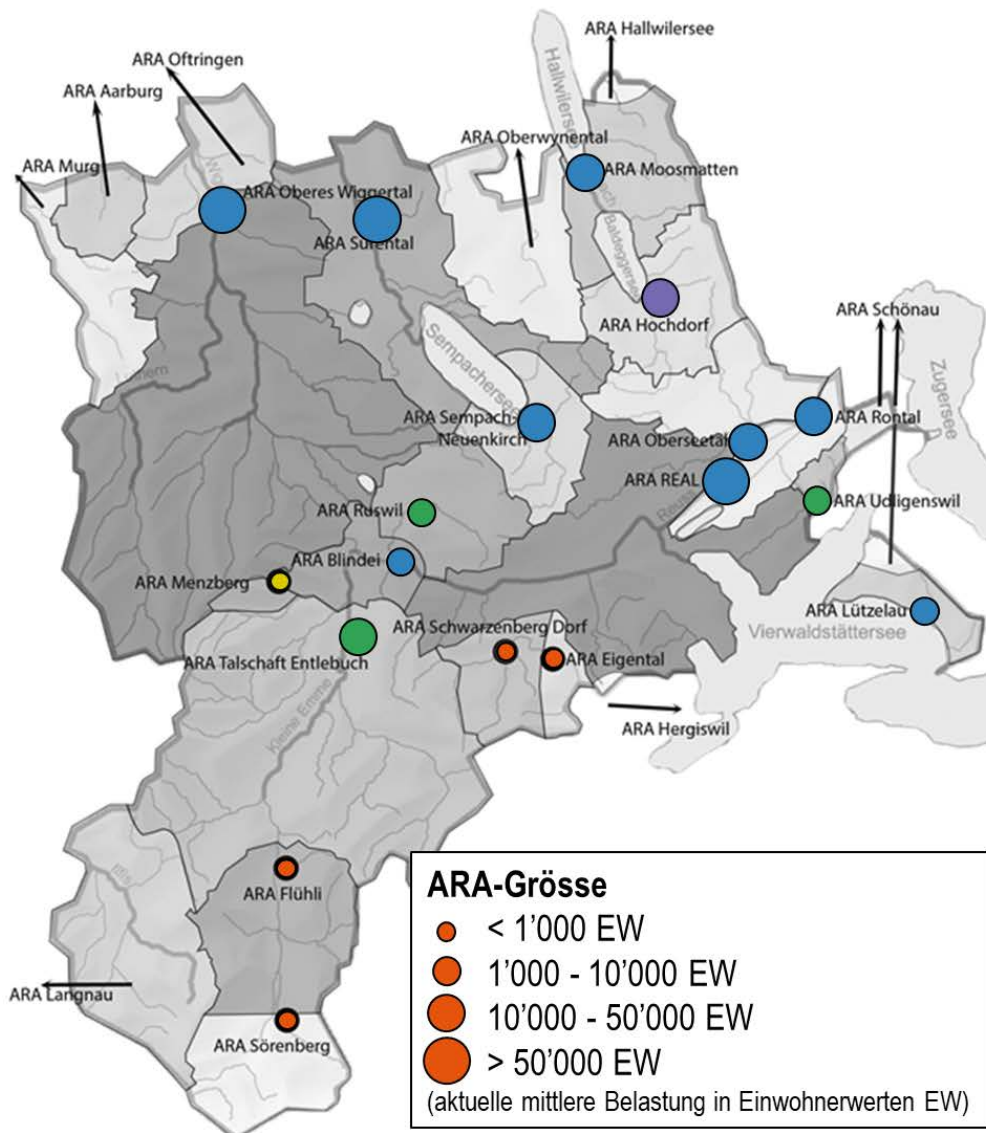 ARA Hallwilersee
ARA Oftringen
Hallwilersee
ARA Aarburg
ARA Oberwynental
ARA Murg
ARA Moosmatten
ARA Oberes Wiggertal
ARA Surental
Baldeggersee
ARA Schönau
ARA Hochdorf
Zugersee
Sempachersee
ARA Sempach-
Neuenkirch
ARA Rontal
ARA Oberseetal
ARA REAL
Reuss
ARA Udligenswil
ARA Ruswil
ARA Blindei
ARA Menzberg
ARA Lützelau
Vierwaldstättersee
ARA Schwarzenberg Dorf
ARA Eigental
ARA Talschaft Entlebuch
Kleine Emme
ARA Hergiswil
ARA Flühli
Ilfis
ARA Langnau
ARA Sörenberg
ARA-Grösse
< 1'000 EW
1'000 - 10'000 EW
10'000 - 50'000 EW
> 50'000 EW
(aktuelle mittlere Belastung in Einwohnerwerten EW)